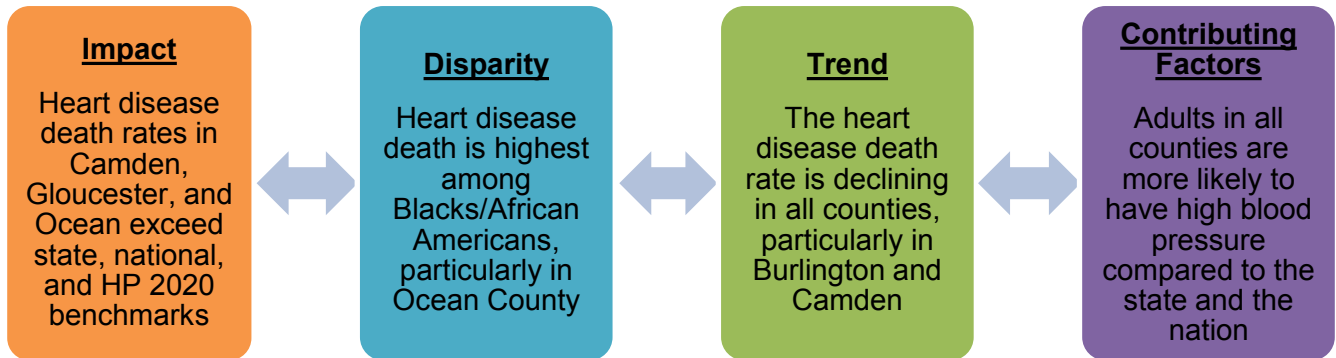 Impact
Heart disease
death rates in
Camden,
Gloucester, and
Ocean exceed
state, national,
and HP 2020
benchmarks
Disparity
Heart disease
death is highest
among
Blacks/African
Americans,
particularly in
Ocean County
Trend
The heart
disease death
rate is declining
in all counties,
particularly in
Burlington and
Camden
Contributing
Factors
Adults in all
counties are
more likely to
have high blood
pressure
compared to the
state and the
nation